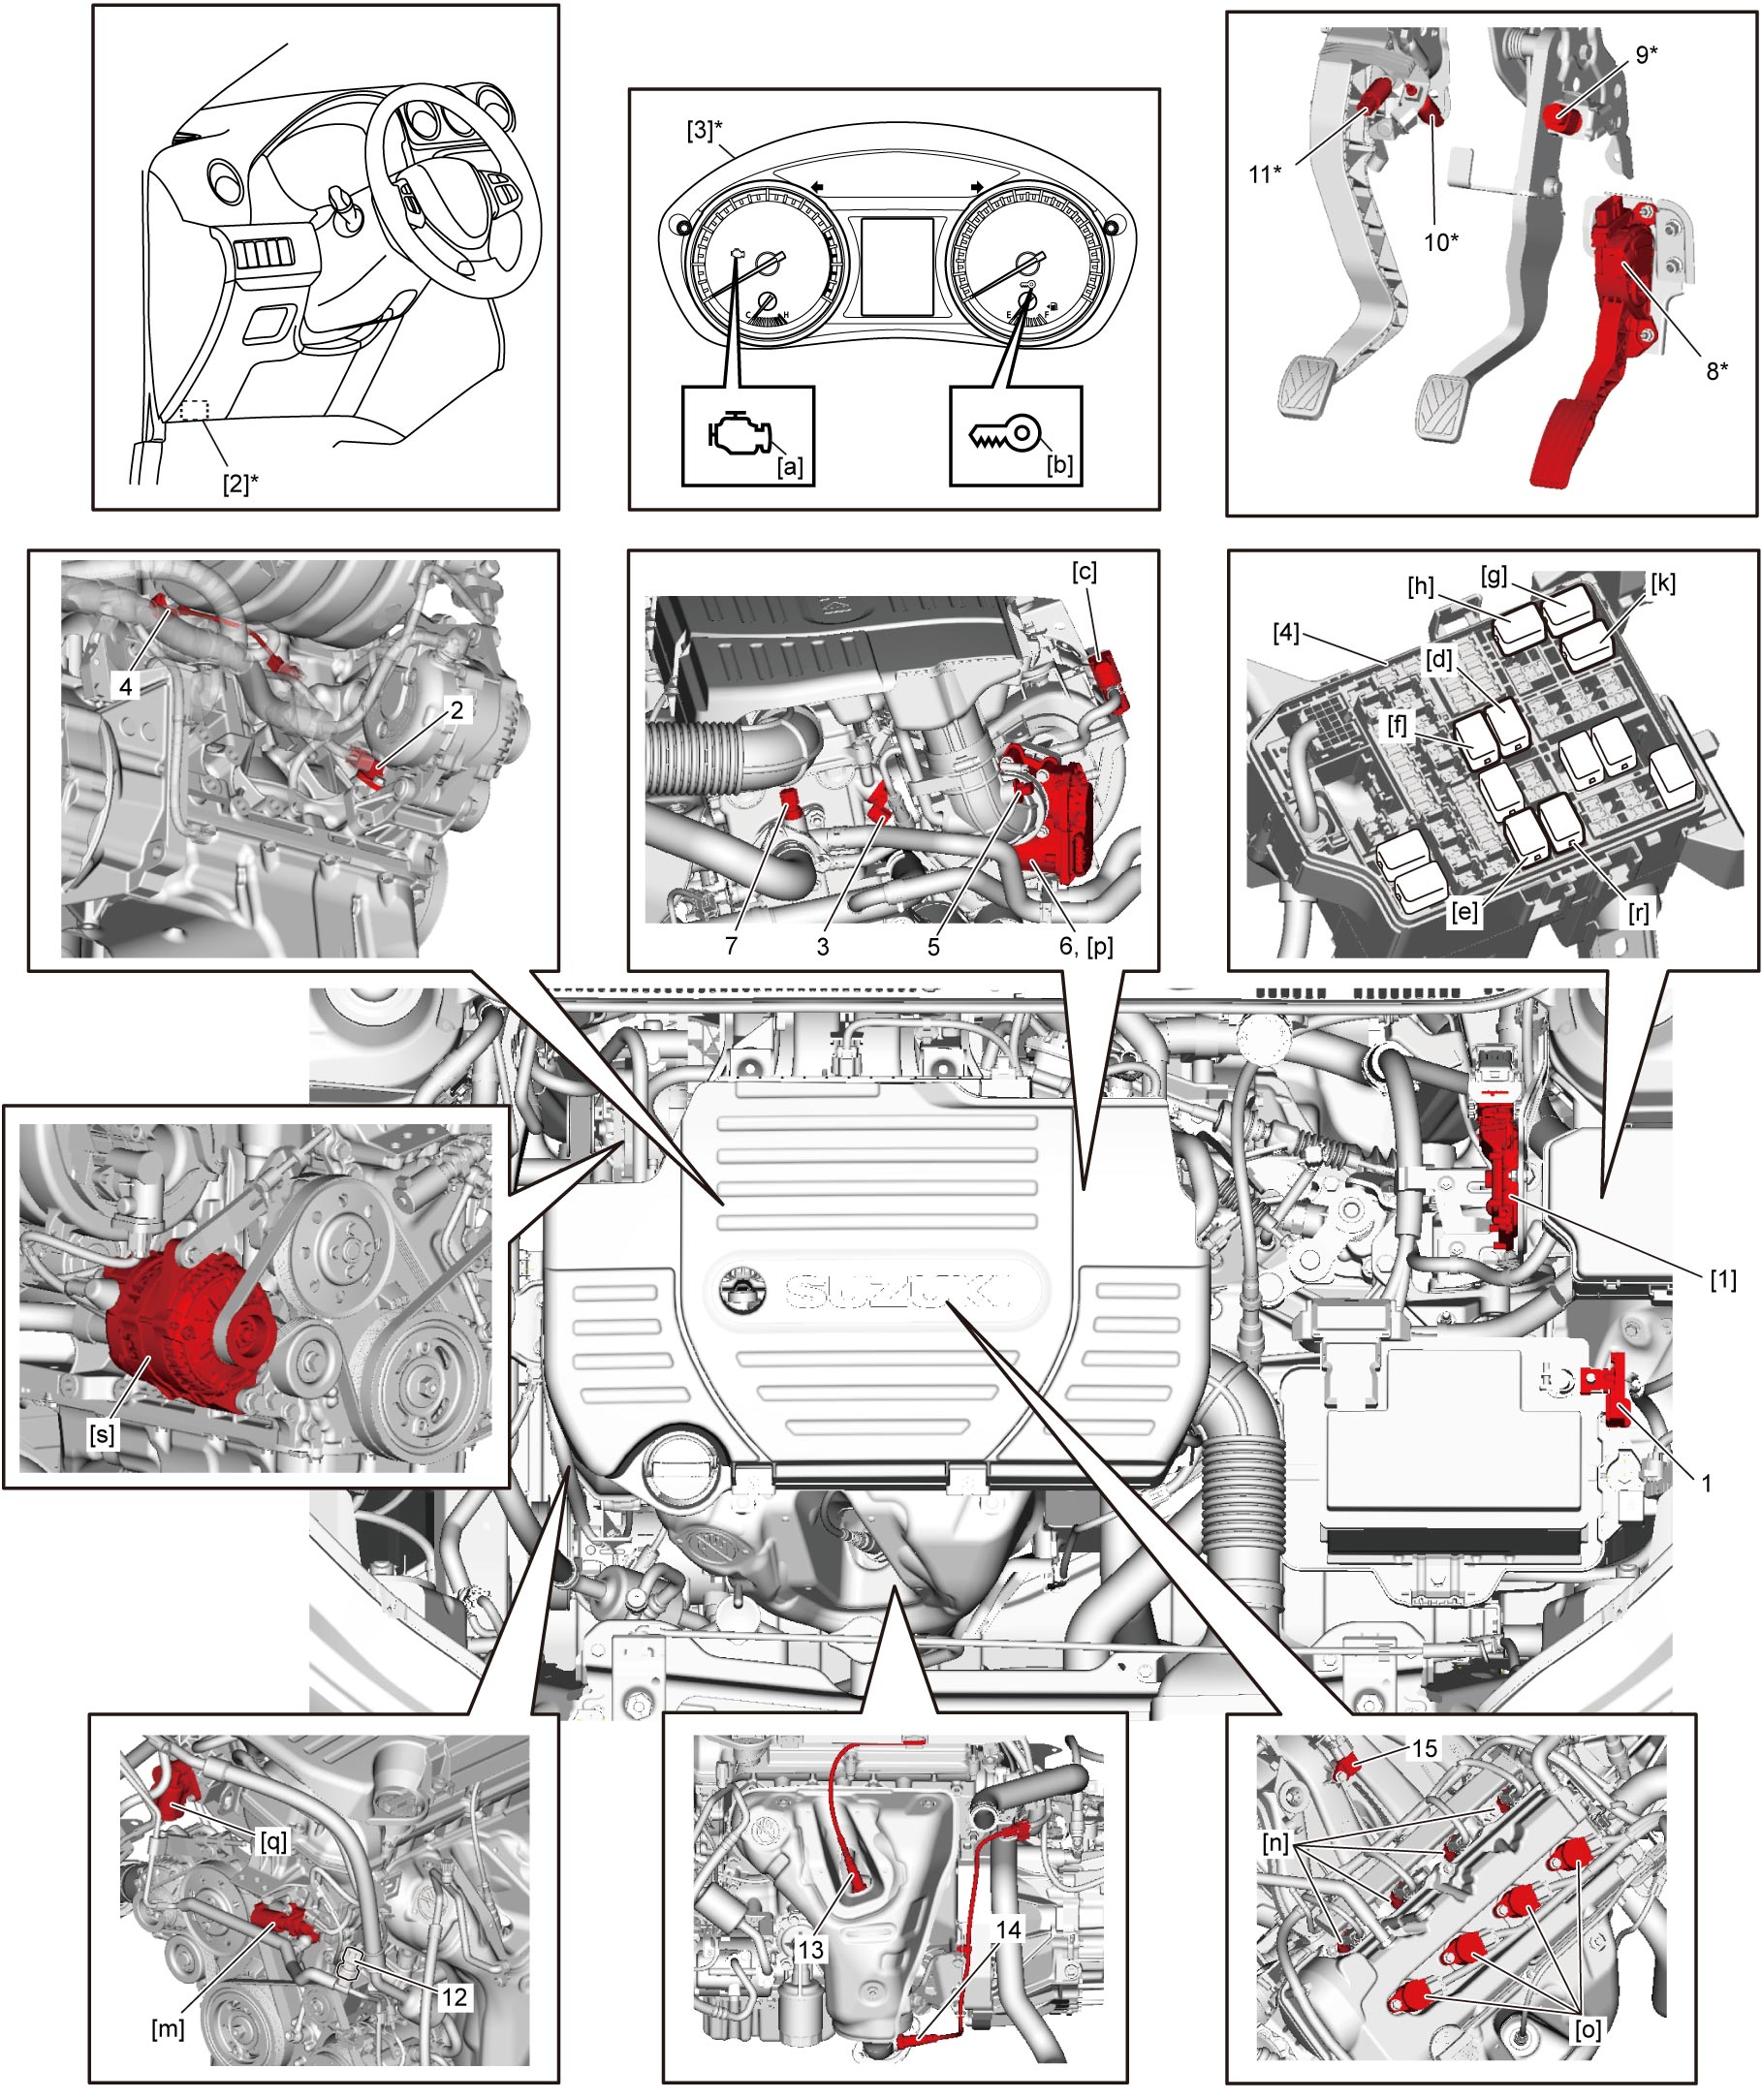 [2]*
[3]*
C H
E F
[a]
[b]
9*
11*
10*
8*
4
2
[c]
7 3 5 6, [p]
[h] [g] [k]
[4]
[d]
[f]
[e] [r]
[s]
SUZUKI
[1]
1
[q]
[m]
12
13
14
15
[n]
[o]